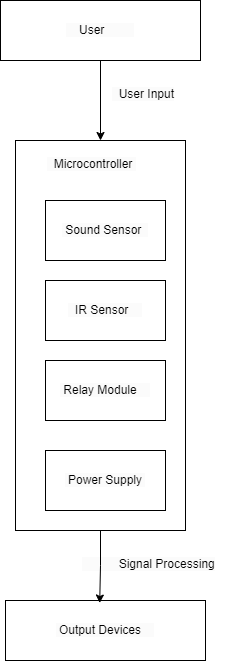 User
User Input
Microcontroller
Sound Sensor
IR Sensor
Relay Module
Power Supply
Signal Processing
Output Devices